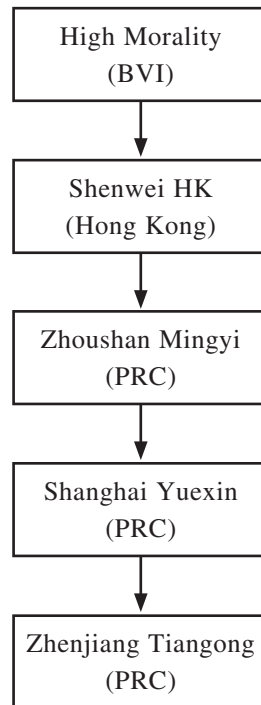 High Morality
(BVI)
Shenwei HK
(Hong Kong)
Zhoushan Mingyi
(PRC)
Shanghai Yuexin
(PRC)
Zhenjiang Tiangong
(PRC)